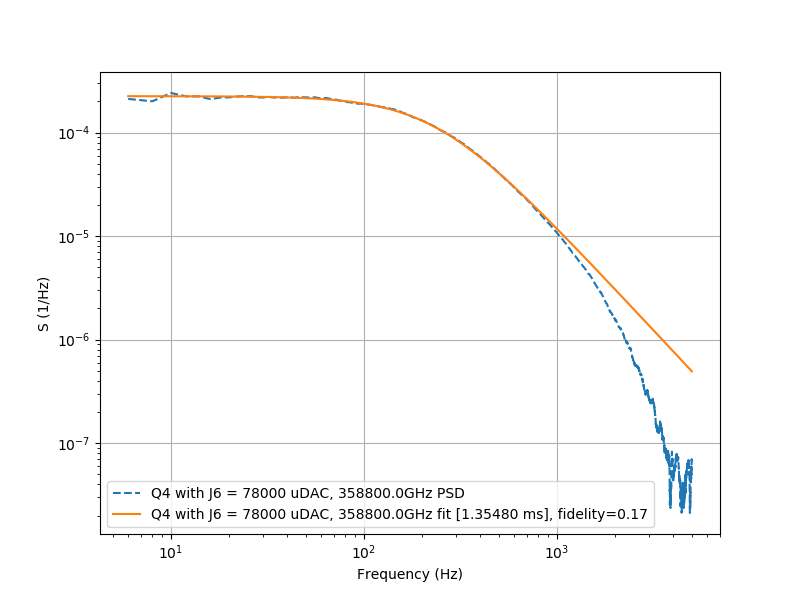 S (1/Hz)
10⁻⁴
10⁻⁵
10⁻⁶
10⁻⁷
Q4 with J6 = 78000 uDAC, 358800.0GHz PSD
Q4 with J6 = 78000 uDAC, 358800.0GHz fit [1.35480 ms], fidelity=0.17
10¹ 10² 10³
Frequency (Hz)